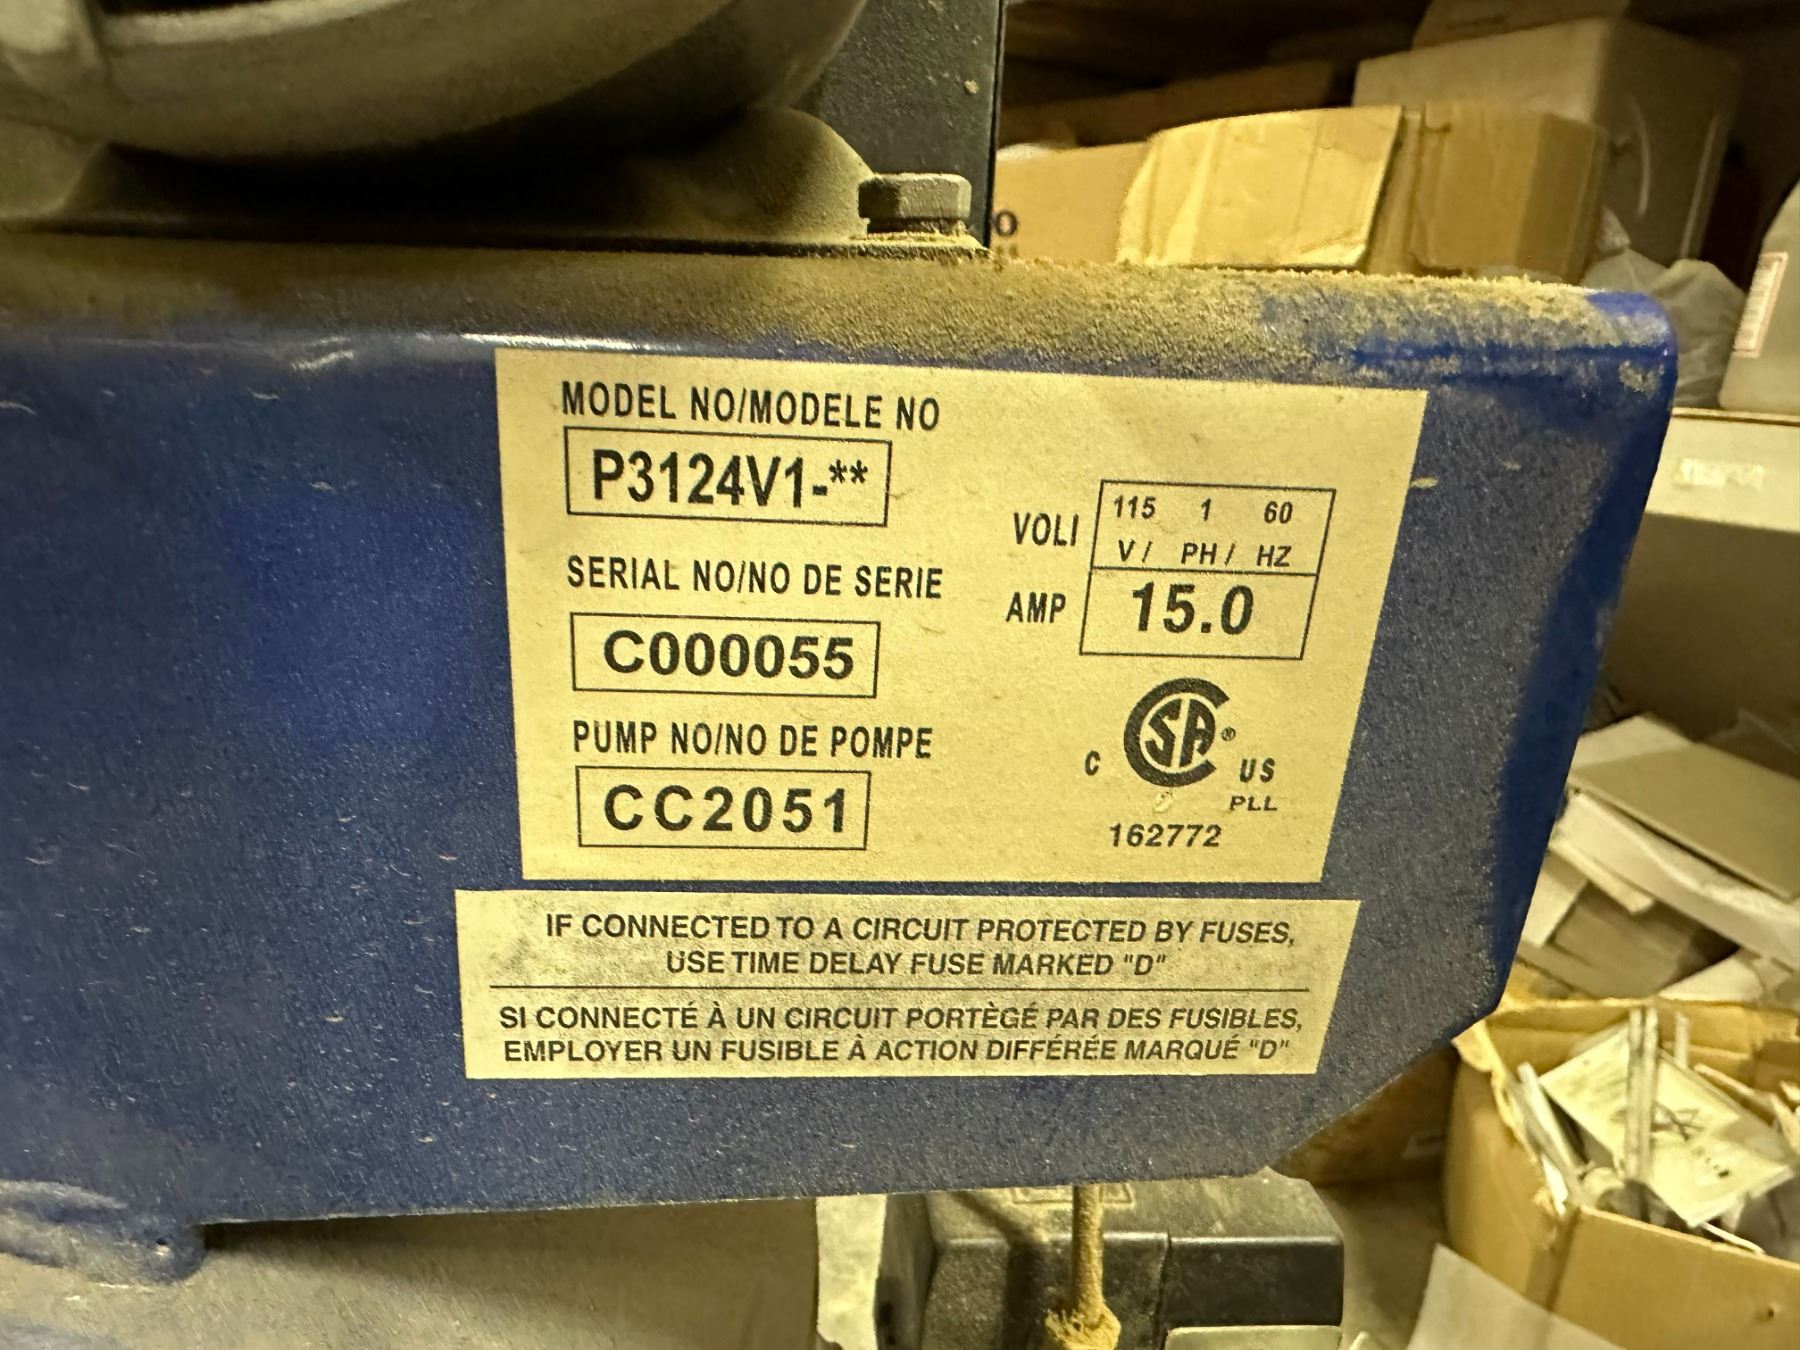 MODEL NO/MODELE NO
P3124V1-**
SERIAL NO/NO DE SERIE
C000055
PUMP NO/NO DE POMPE
CC2051
115 1 60
VOLI V / PH / HZ
AMP 15.0
CSA®
C US
PLL
162772
IF CONNECTED TO A CIRCUIT PROTECTED BY FUSES,
USE TIME DELAY FUSE MARKED "D"
SI CONNECTÉ À UN CIRCUIT PORTÈGÉ PAR DES FUSIBLES,
EMPLOYER UN FUSIBLE À ACTION DIFFÉRÉE MARQUÉ "D"